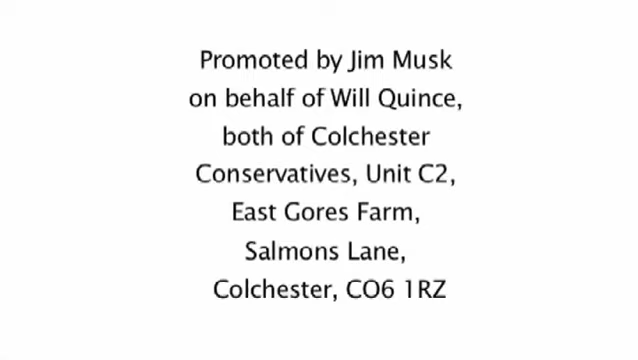 Promoted by Jim Musk
on behalf of Will Quince,
both of Colchester
Conservatives, Unit C2,
East Gores Farm,
Salmons Lane,
Colchester, CO6 1RZ